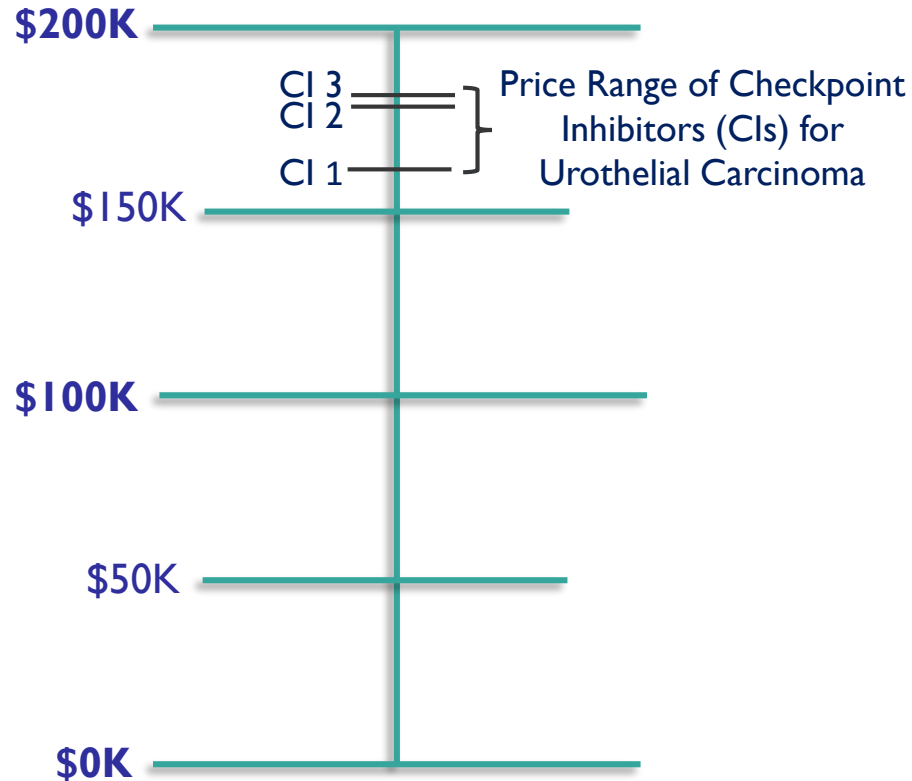 $200K
CI 3
CI 2
CI 1
Price Range of Checkpoint
Inhibitors (CIs) for
Urothelial Carcinoma
$150K
$100K
$50K
$0K